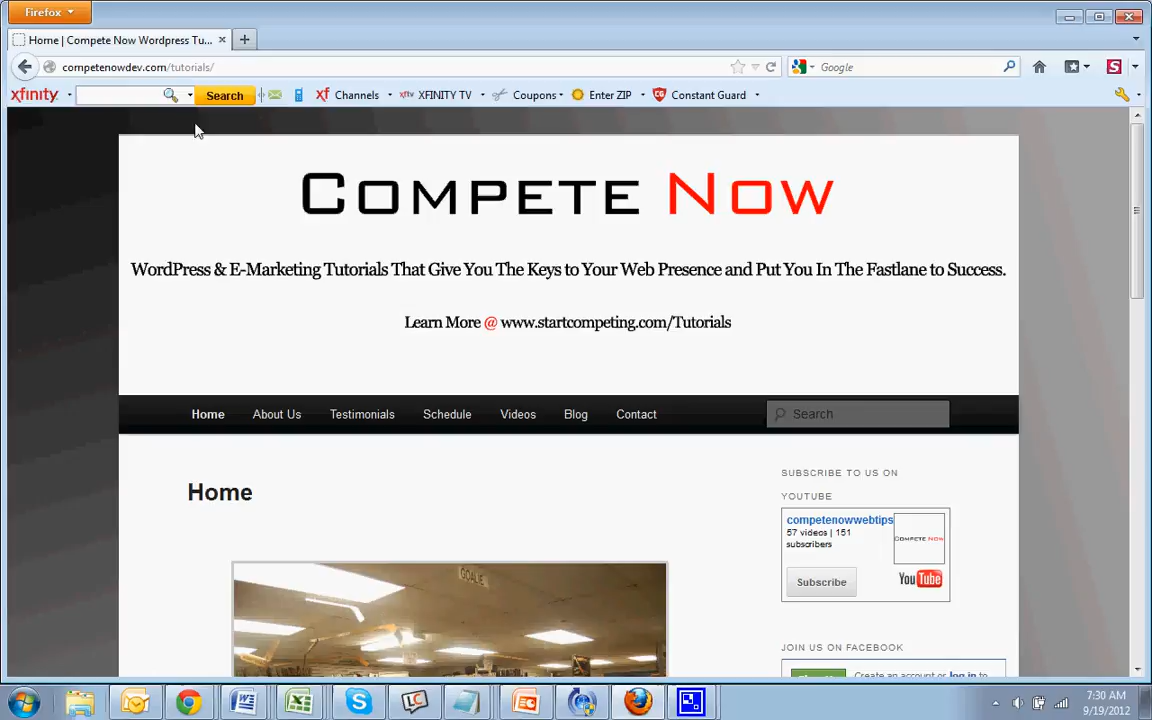 Firefox
Home | Compete Now Wordpress Tu...
competenowdev.com/tutorials/
Google
xfinity
Search
Channels
XFINITY TV
Coupons
Enter ZIP
Constant Guard
COMPETE NOW
WordPress & E-Marketing Tutorials That Give You The Keys to Your Web Presence and Put You In The Fastlane to Success.
Learn More @ www.startcompeting.com/Tutorials
Home
About Us
Testimonials
Schedule
Videos
Blog
Contact
Search
Home
SUBSCRIBE TO US ON
YOUTUBE
competenowwebtips
57 videos | 151
subscribers
COMPETE NOW
Subscribe
You Tube
GOALIE
JOIN US ON FACEBOOK
Create an account or log in to
7:30 AM
9/19/2012